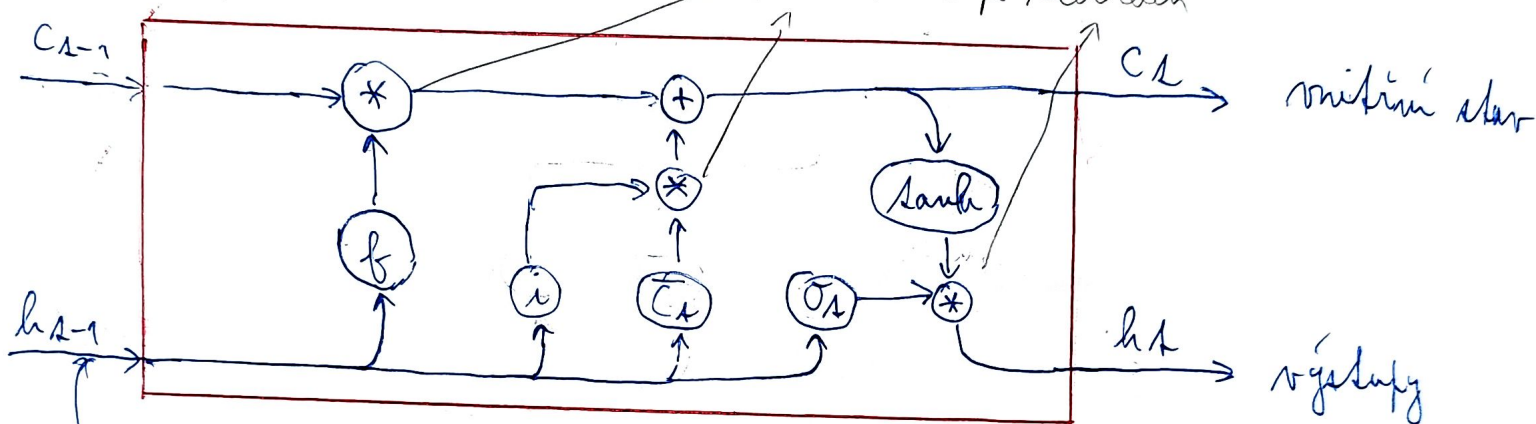 C_{t-1}
*
+
C_t
vnitřní stav
*
tanh
f
i
C̅_t
O_t
*
h_{t-1}
h_t
výstupy